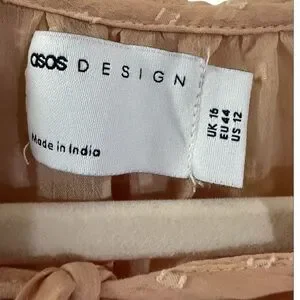 asos DESIGN
Made in India
UK 16
EU 44
US 12